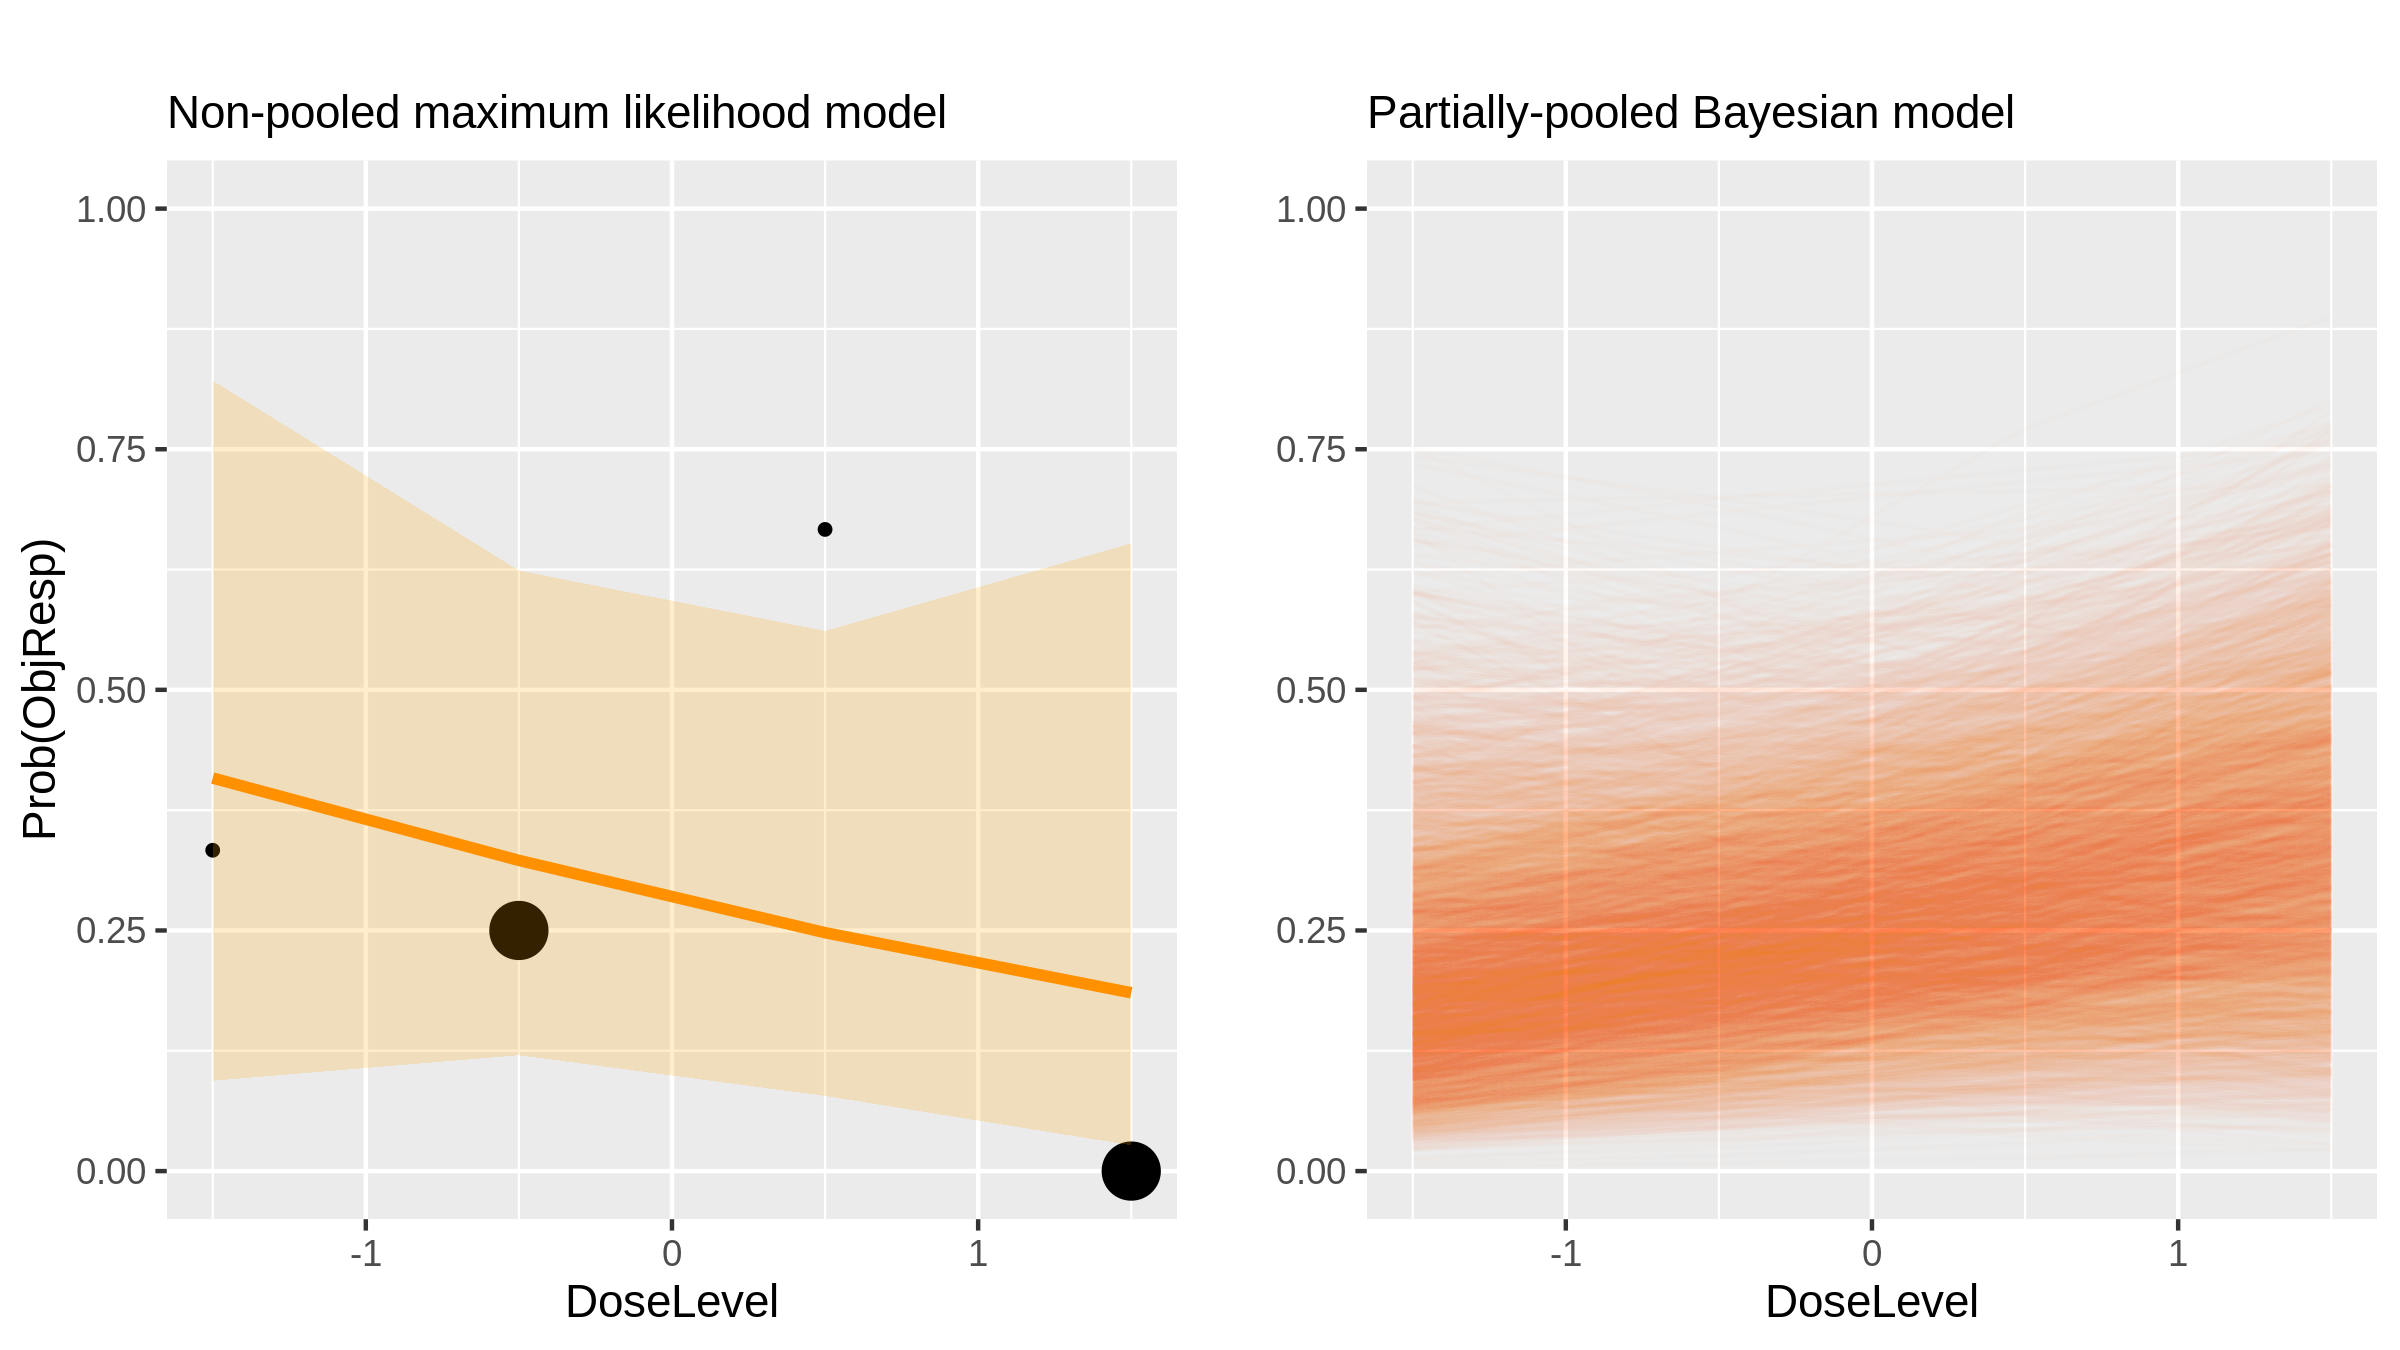 Non-pooled maximum likelihood model
Prob(ObjResp)
1.00
0.75
0.50
0.25
0.00
-1 0 1
DoseLevel
Partially-pooled Bayesian model
1.00
0.75
0.50
0.25
0.00
-1 0 1
DoseLevel